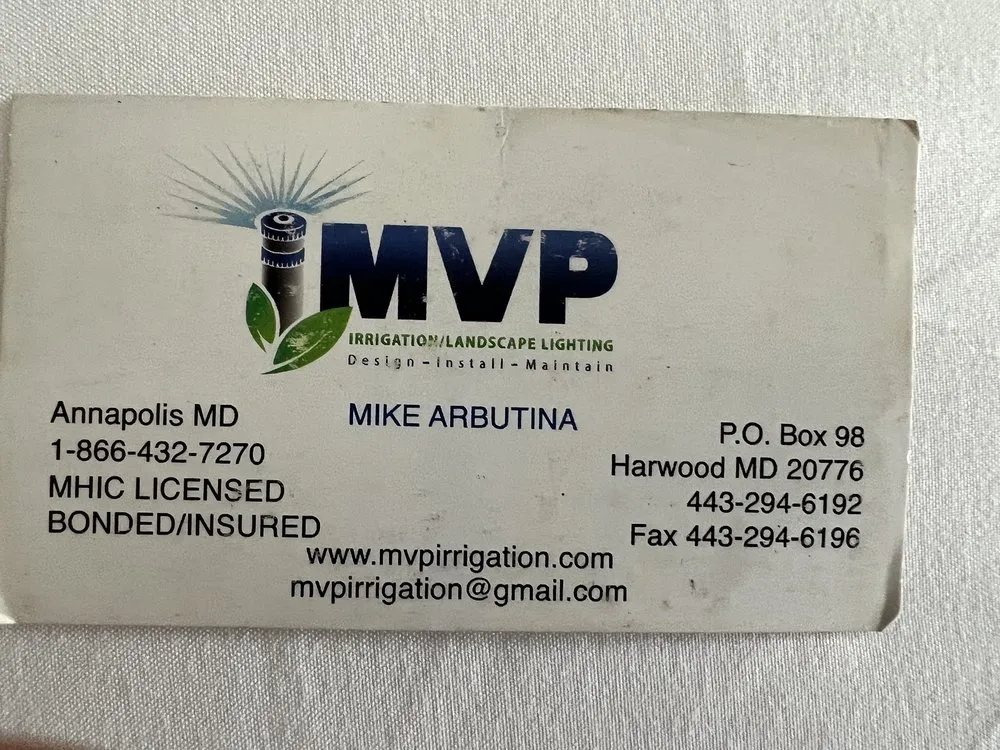 MVP
IRRIGATION/LANDSCAPE LIGHTING
Design - Install - Maintain
Annapolis MD
1-866-432-7270
MHIC LICENSED
BONDED/INSURED
MIKE ARBUTINA
P.O. Box 98
Harwood MD 20776
443-294-6192
Fax 443-294-6196
www.mvpirrigation.com
mvpirrigation@gmail.com